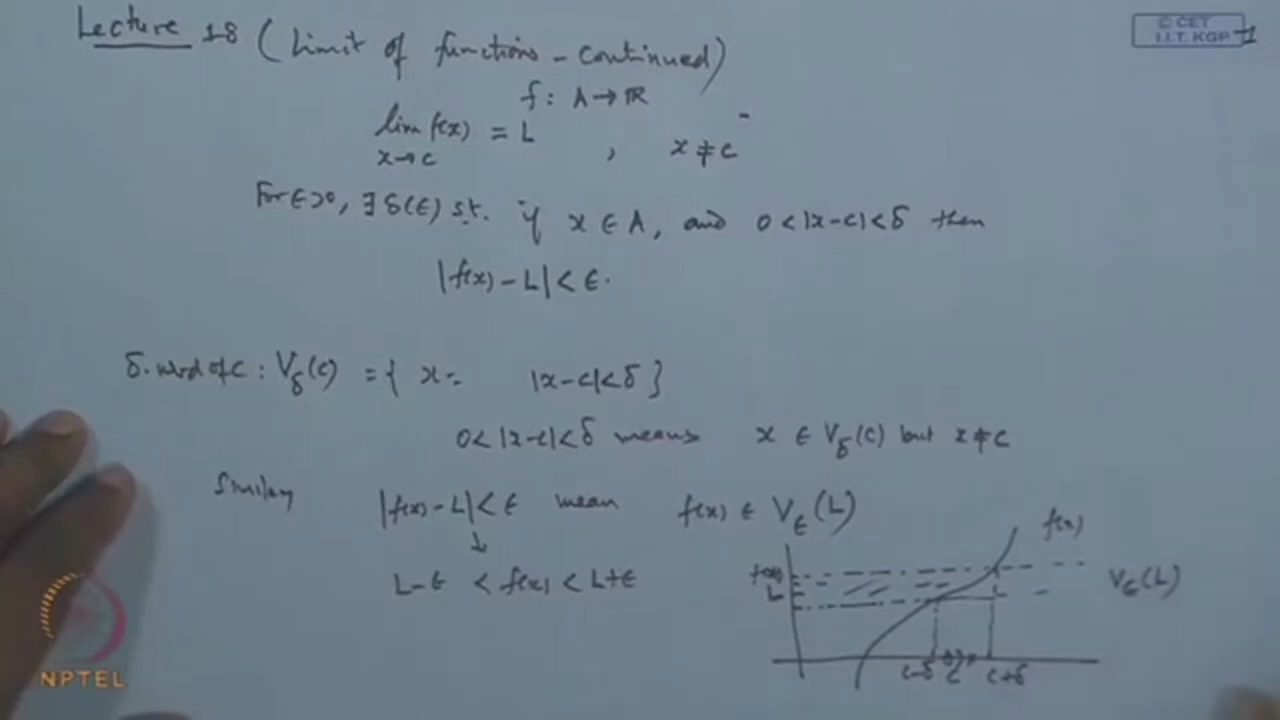 Lecture 18 (Limit of functions - continued)
© CET
I.I.T. KGP
f: A→ℝ
lim f(x) = L , x ≠ c
x→c
For ϵ>0, ∃ δ(ϵ) s.t. if x ∈ A, and 0<|x-c|<δ then
|f(x)-L|<ϵ.
δ-nbd of c : V_δ(c) = { x : |x-c|<δ }
0<|x-c|<δ means x ∈ V_δ(c) but x≠c
Similarly |f(x)-L|<ϵ mean f(x) ∈ V_ϵ(L)
↓
L-ϵ < f(x) < L+ϵ
f(x)
L
V_ϵ(L)
c-δ c c+δ
NPTEL